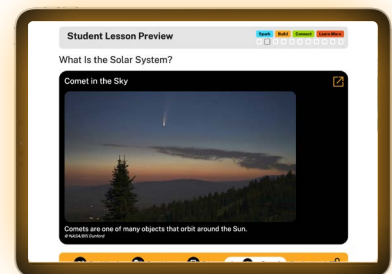 Student Lesson Preview
Spark Build Connect Learn More
What Is the Solar System?
Comet in the Sky
Comets are one of many objects that orbit around the Sun.
© NASA/Bill Dunford